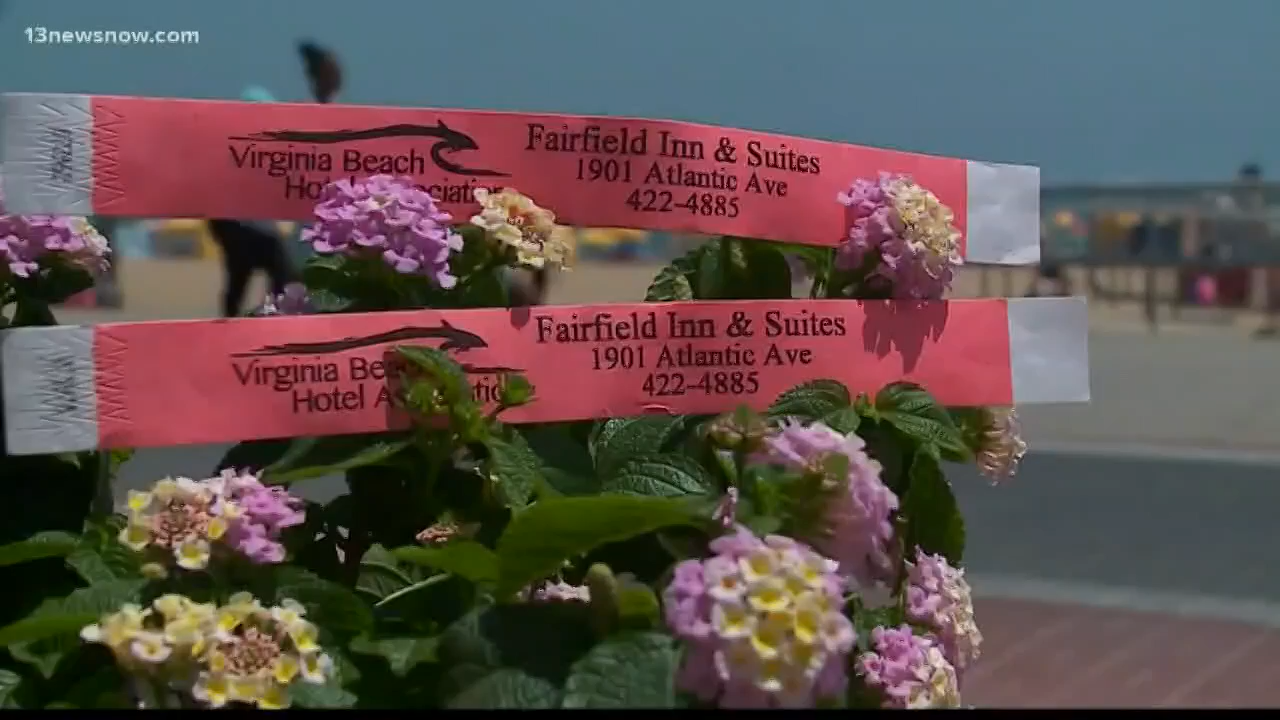 13newsnow.com
Virginia Beach
Fairfield Inn & Suites
1901 Atlantic Ave
422-4885
Virginia
Hotel
Fairfield Inn & Suites
1901 Atlantic Ave
422-4885